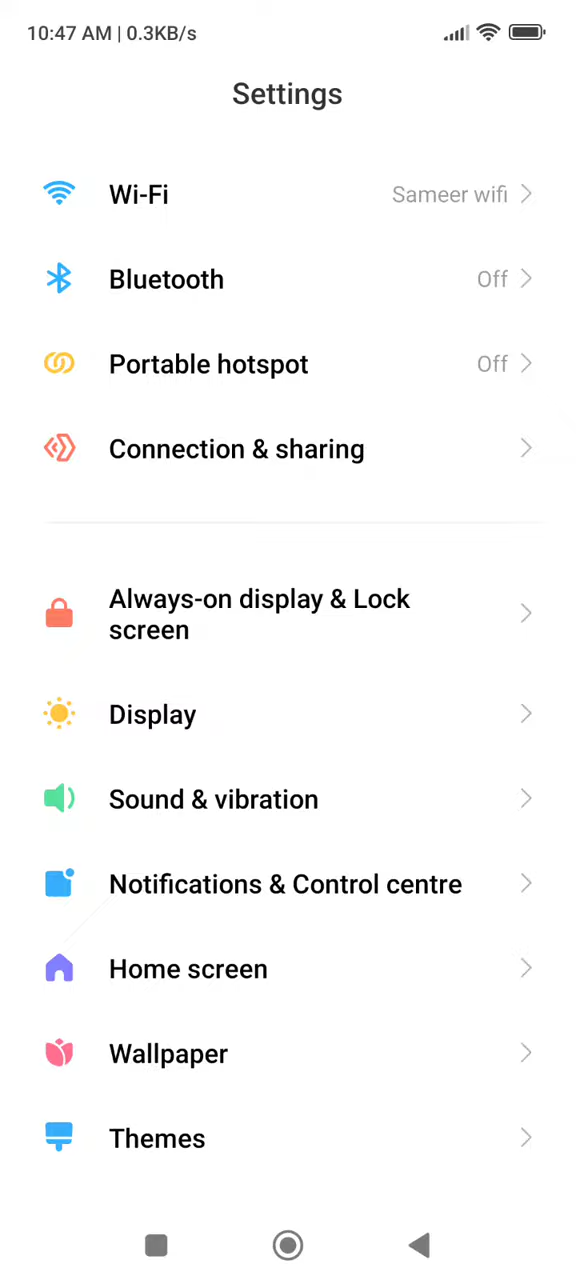 10:47 AM | 0.3KB/s
Settings
Wi-Fi
Sameer wifi
Bluetooth
Off
Portable hotspot
Off
Connection & sharing
Always-on display & Lock
screen
Display
Sound & vibration
Notifications & Control centre
Home screen
Wallpaper
Themes